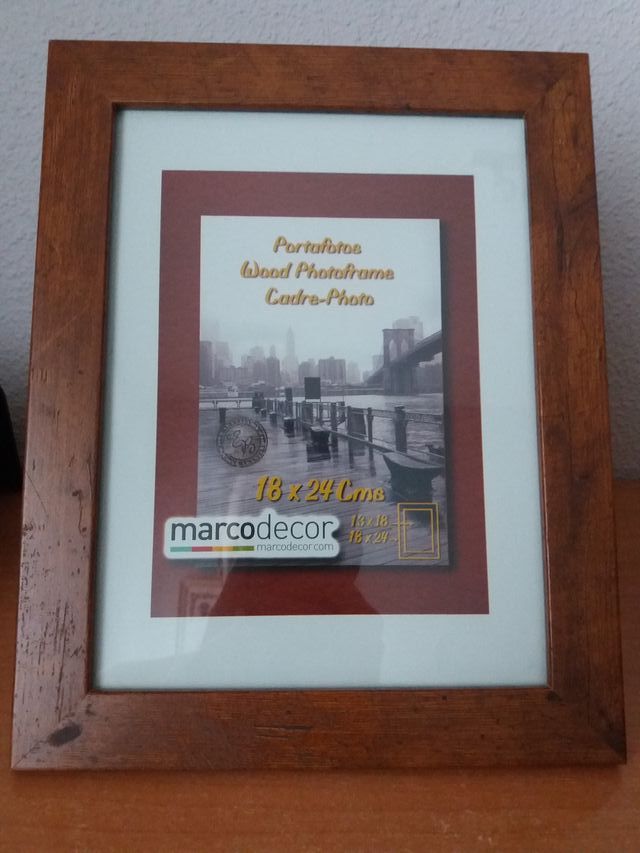 Portafotos
Wood Photoframe
Cadre-Photo
18 x 24 Cms
13 x 18
18 x 24
marcodecor
marcodecor.com